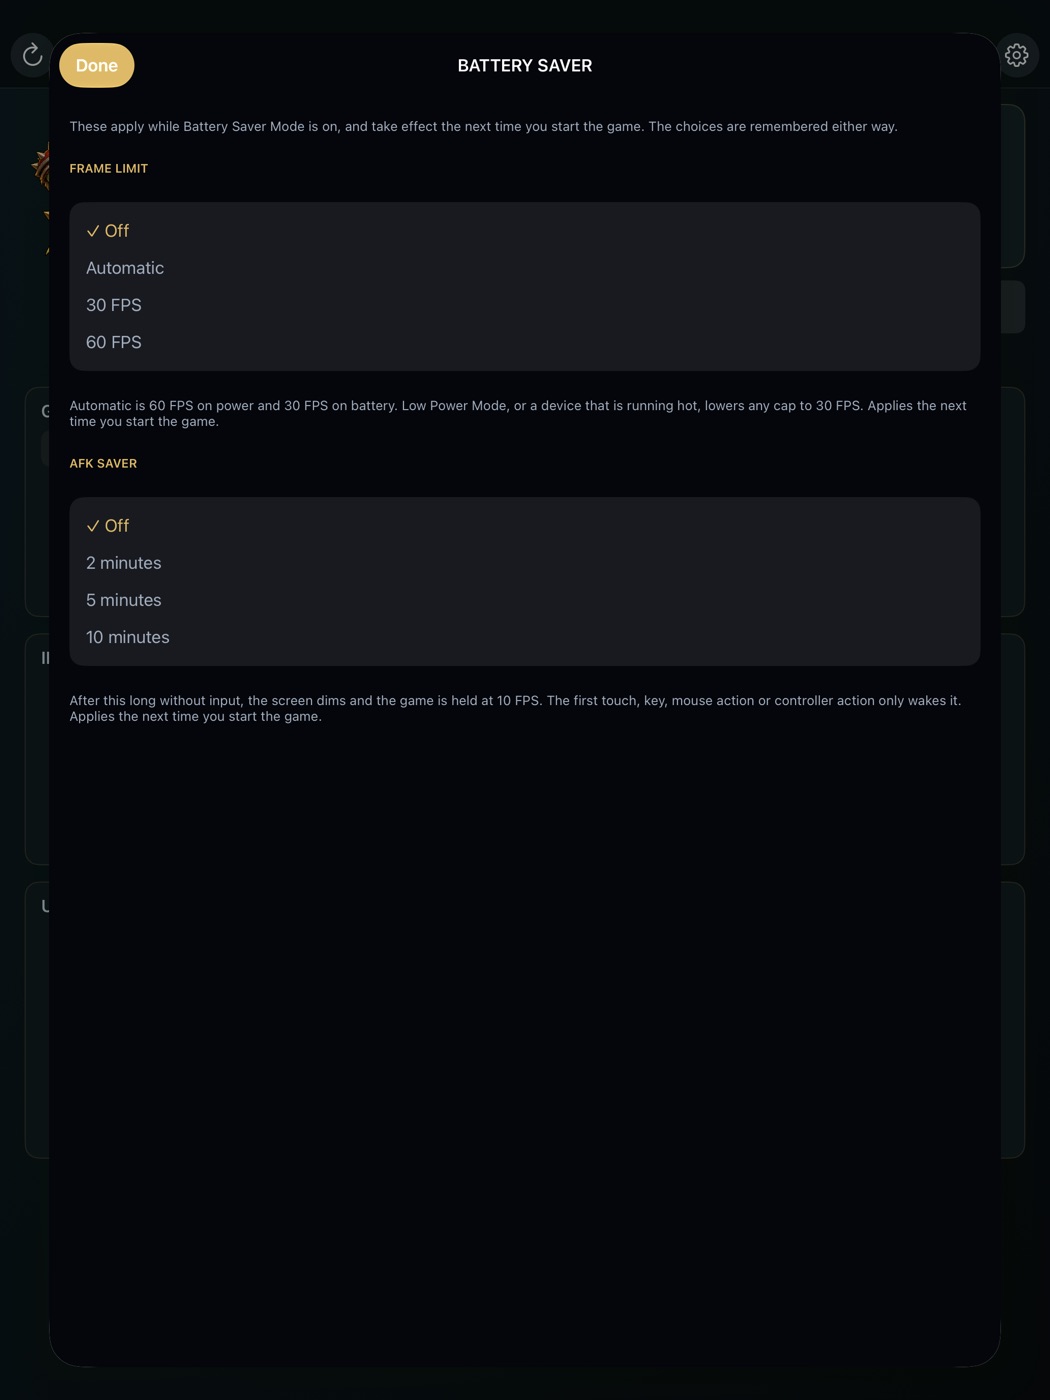 Done
BATTERY SAVER
These apply while Battery Saver Mode is on, and take effect the next time you start the game. The choices are remembered either way.
FRAME LIMIT
✓ Off
Automatic
30 FPS
60 FPS
Automatic is 60 FPS on power and 30 FPS on battery. Low Power Mode, or a device that is running hot, lowers any cap to 30 FPS. Applies the next
time you start the game.
AFK SAVER
✓ Off
2 minutes
5 minutes
10 minutes
After this long without input, the screen dims and the game is held at 10 FPS. The first touch, key, mouse action or controller action only wakes it.
Applies the next time you start the game.